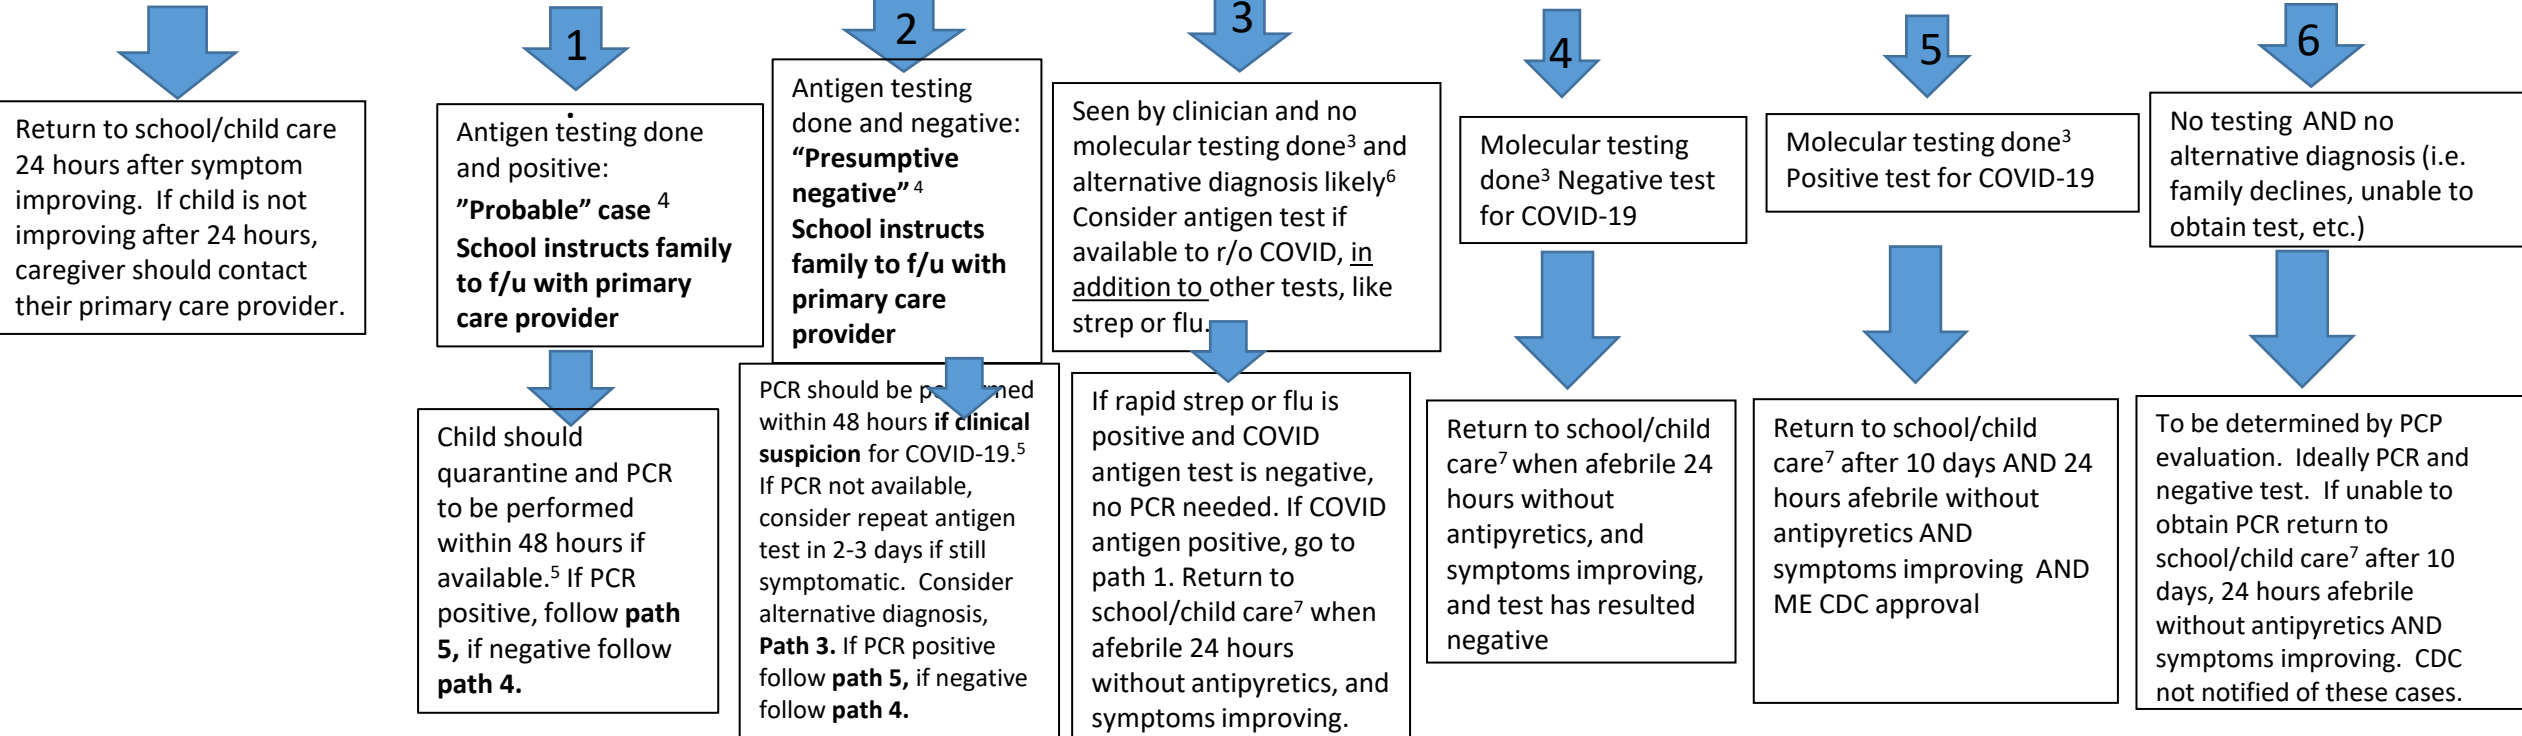 Return to school/child care
24 hours after symptom
improving. If child is not
improving after 24 hours,
caregiver should contact
their primary care provider.
1
.
Antigen testing done
and positive:
”Probable” case 4
School instructs family
to f/u with primary
care provider
Child should
quarantine and PCR
to be performed
within 48 hours if
available.5 If PCR
positive, follow path
5, if negative follow
path 4.
2
Antigen testing
done and negative:
“Presumptive
negative” 4
School instructs
family to f/u with
primary care
provider
PCR should be performed
within 48 hours if clinical
suspicion for COVID-19.5
If PCR not available,
consider repeat antigen
test in 2-3 days if still
symptomatic. Consider
alternative diagnosis,
Path 3. If PCR positive
follow path 5, if negative
follow path 4.
3
Seen by clinician and no
molecular testing done3 and
alternative diagnosis likely6
Consider antigen test if
available to r/o COVID, in
addition to other tests, like
strep or flu.
If rapid strep or flu is
positive and COVID
antigen test is negative,
no PCR needed. If COVID
antigen positive, go to
path 1. Return to
school/child care7 when
afebrile 24 hours
without antipyretics, and
symptoms improving.
4
Molecular testing
done3 Negative test
for COVID-19
Return to school/child
care7 when afebrile 24
hours without
antipyretics, and
symptoms improving,
and test has resulted
negative
5
Molecular testing done3
Positive test for COVID-19
Return to school/child
care7 after 10 days AND 24
hours afebrile without
antipyretics AND
symptoms improving AND
ME CDC approval
6
No testing AND no
alternative diagnosis (i.e.
family declines, unable to
obtain test, etc.)
To be determined by PCP
evaluation. Ideally PCR and
negative test. If unable to
obtain PCR return to
school/child care7 after 10
days, 24 hours afebrile
without antipyretics AND
symptoms improving. CDC
not notified of these cases.